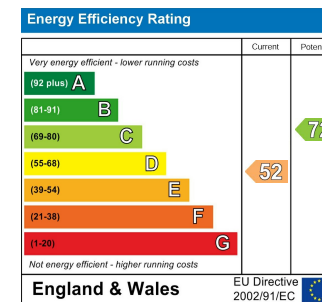 Energy Efficiency Rating
Current
Very energy efficient - lower running costs
(92 plus) A
(81-91) B
(69-80) C
(55-68) D
52
(39-54) E
(21-38) F
(1-20) G
Not energy efficient - higher running costs
England & Wales
EU Directive
2002/91/EC